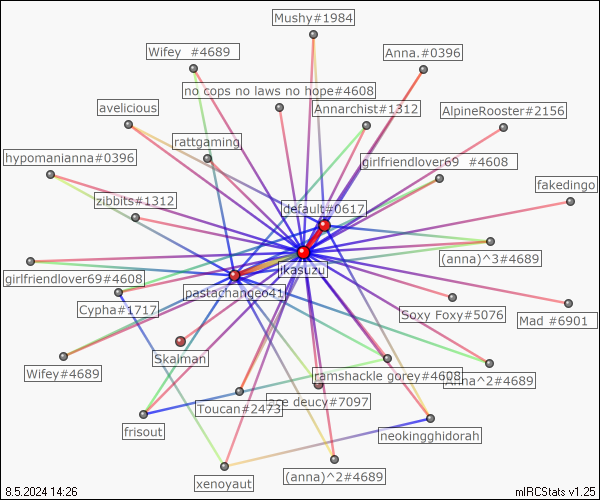 Mushy#1984
Wifey  #4689
Anna.#0396
no cops no laws no hope#4608
avelicious
Annarchist#1312
AlpineRooster#2156
rattgaming
hypomanianna#0396
girlfriendlover69  #4608
fakedingo
zibbits#1312
default#0617
(anna)^3#4689
jikasuzu
girlfriendlover69#4608
pastachangeo41
Cypha#1717
Soxy Foxy#5076
Mad #6901
Skalman
Wifey#4689
ramshackle gorey#4608
Anna^2#4689
Toucan#2473
ace deucy#7097
frisout
neokingghidorah
xenoyaut
(anna)^2#4689
8.5.2024 14:26
mIRCStats v1.25